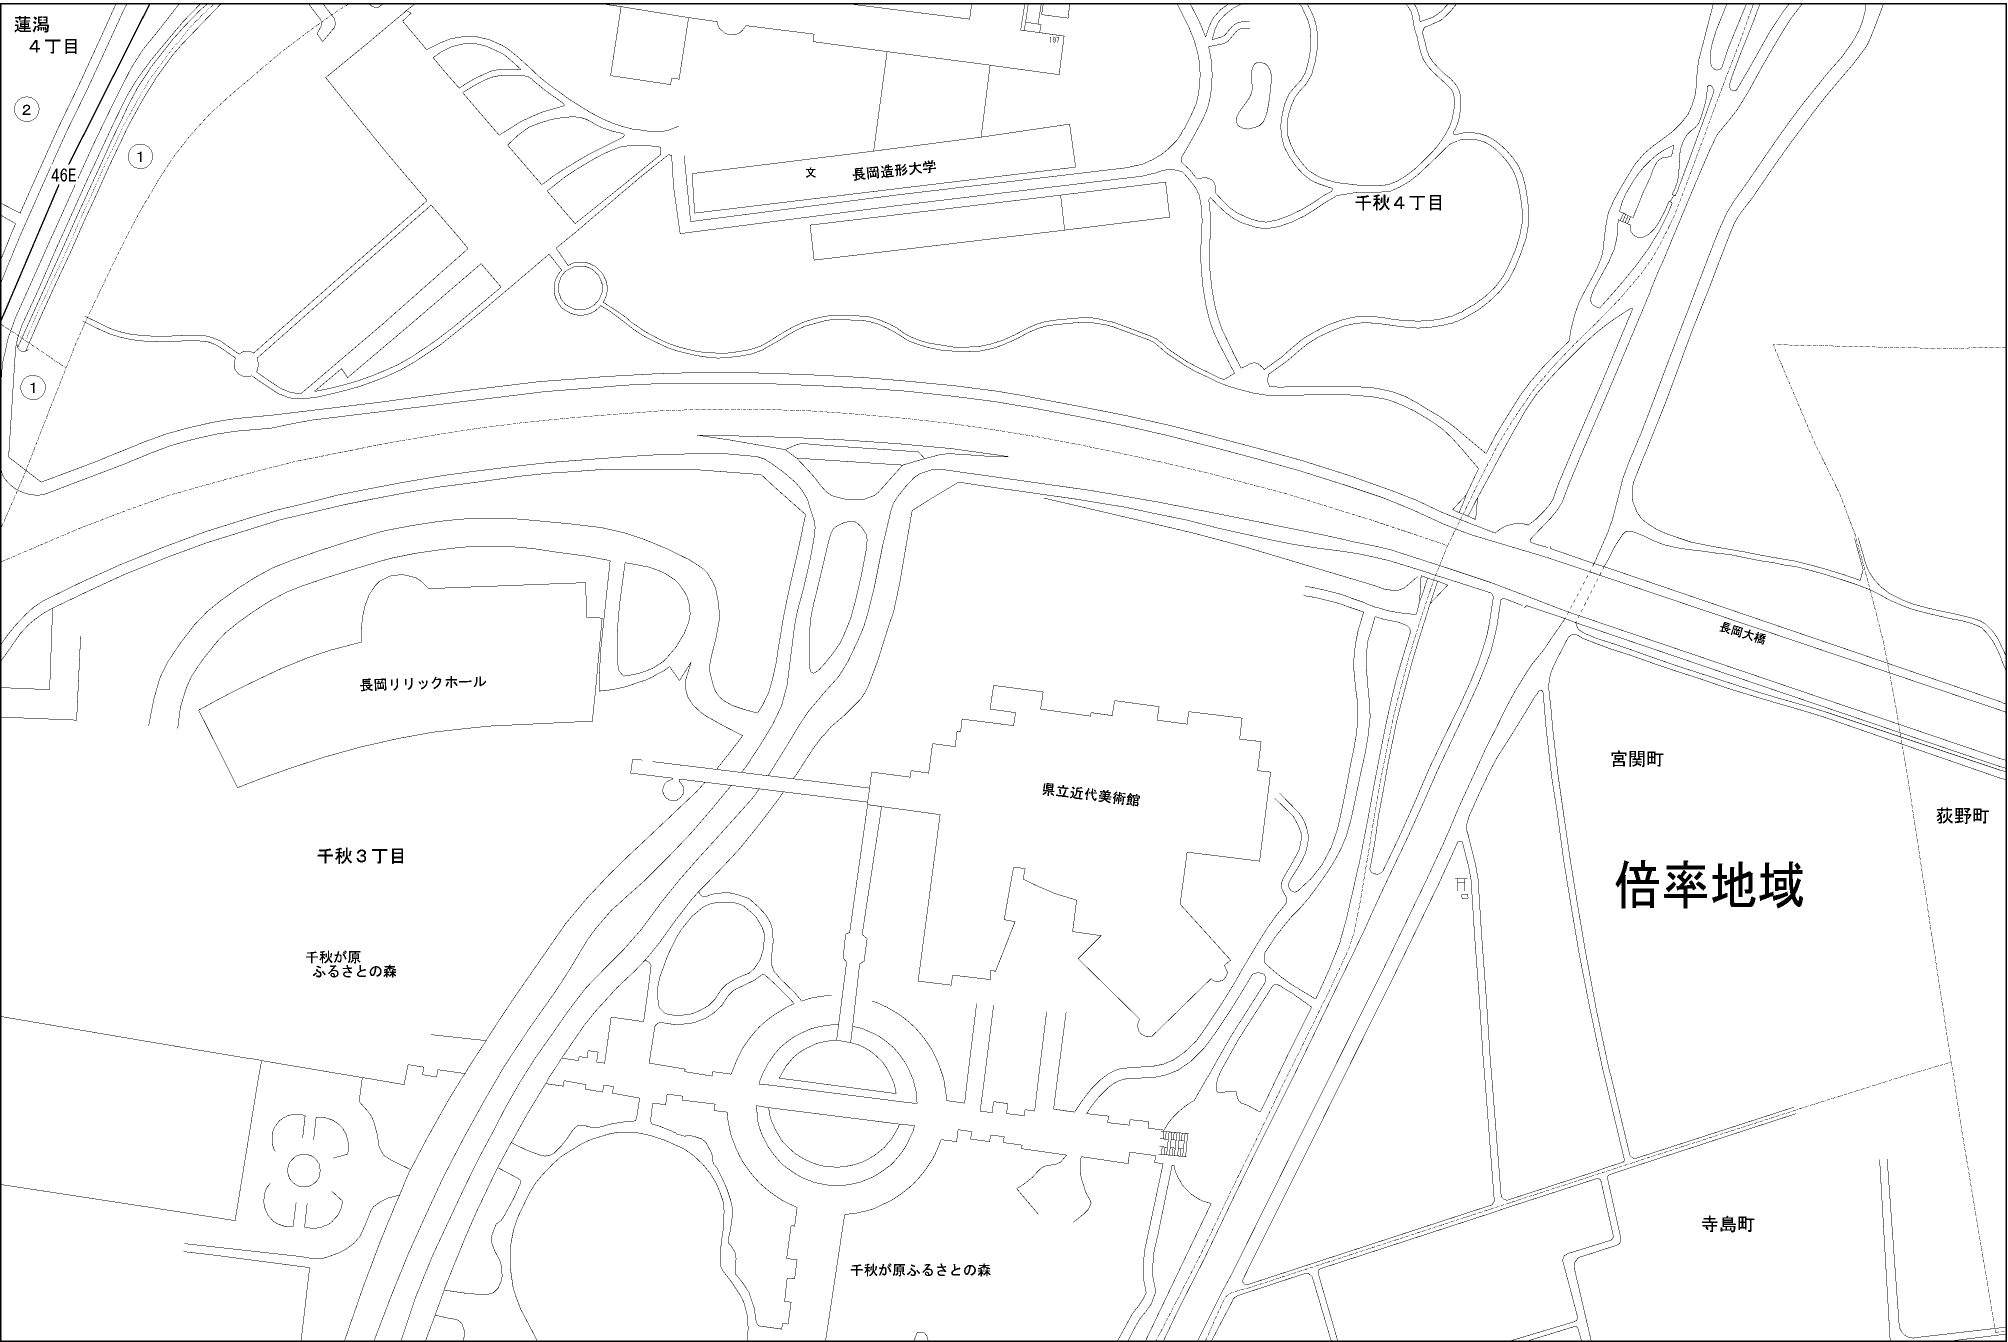 蓮潟
4丁目
2
1
46E
1
197
文 長岡造形大学
千秋4丁目
長岡大橋
長岡リリックホール
宮関町
県立近代美術館
荻野町
千秋3丁目
倍率地域
千秋が原
ふるさとの森
寺島町
千秋が原ふるさとの森